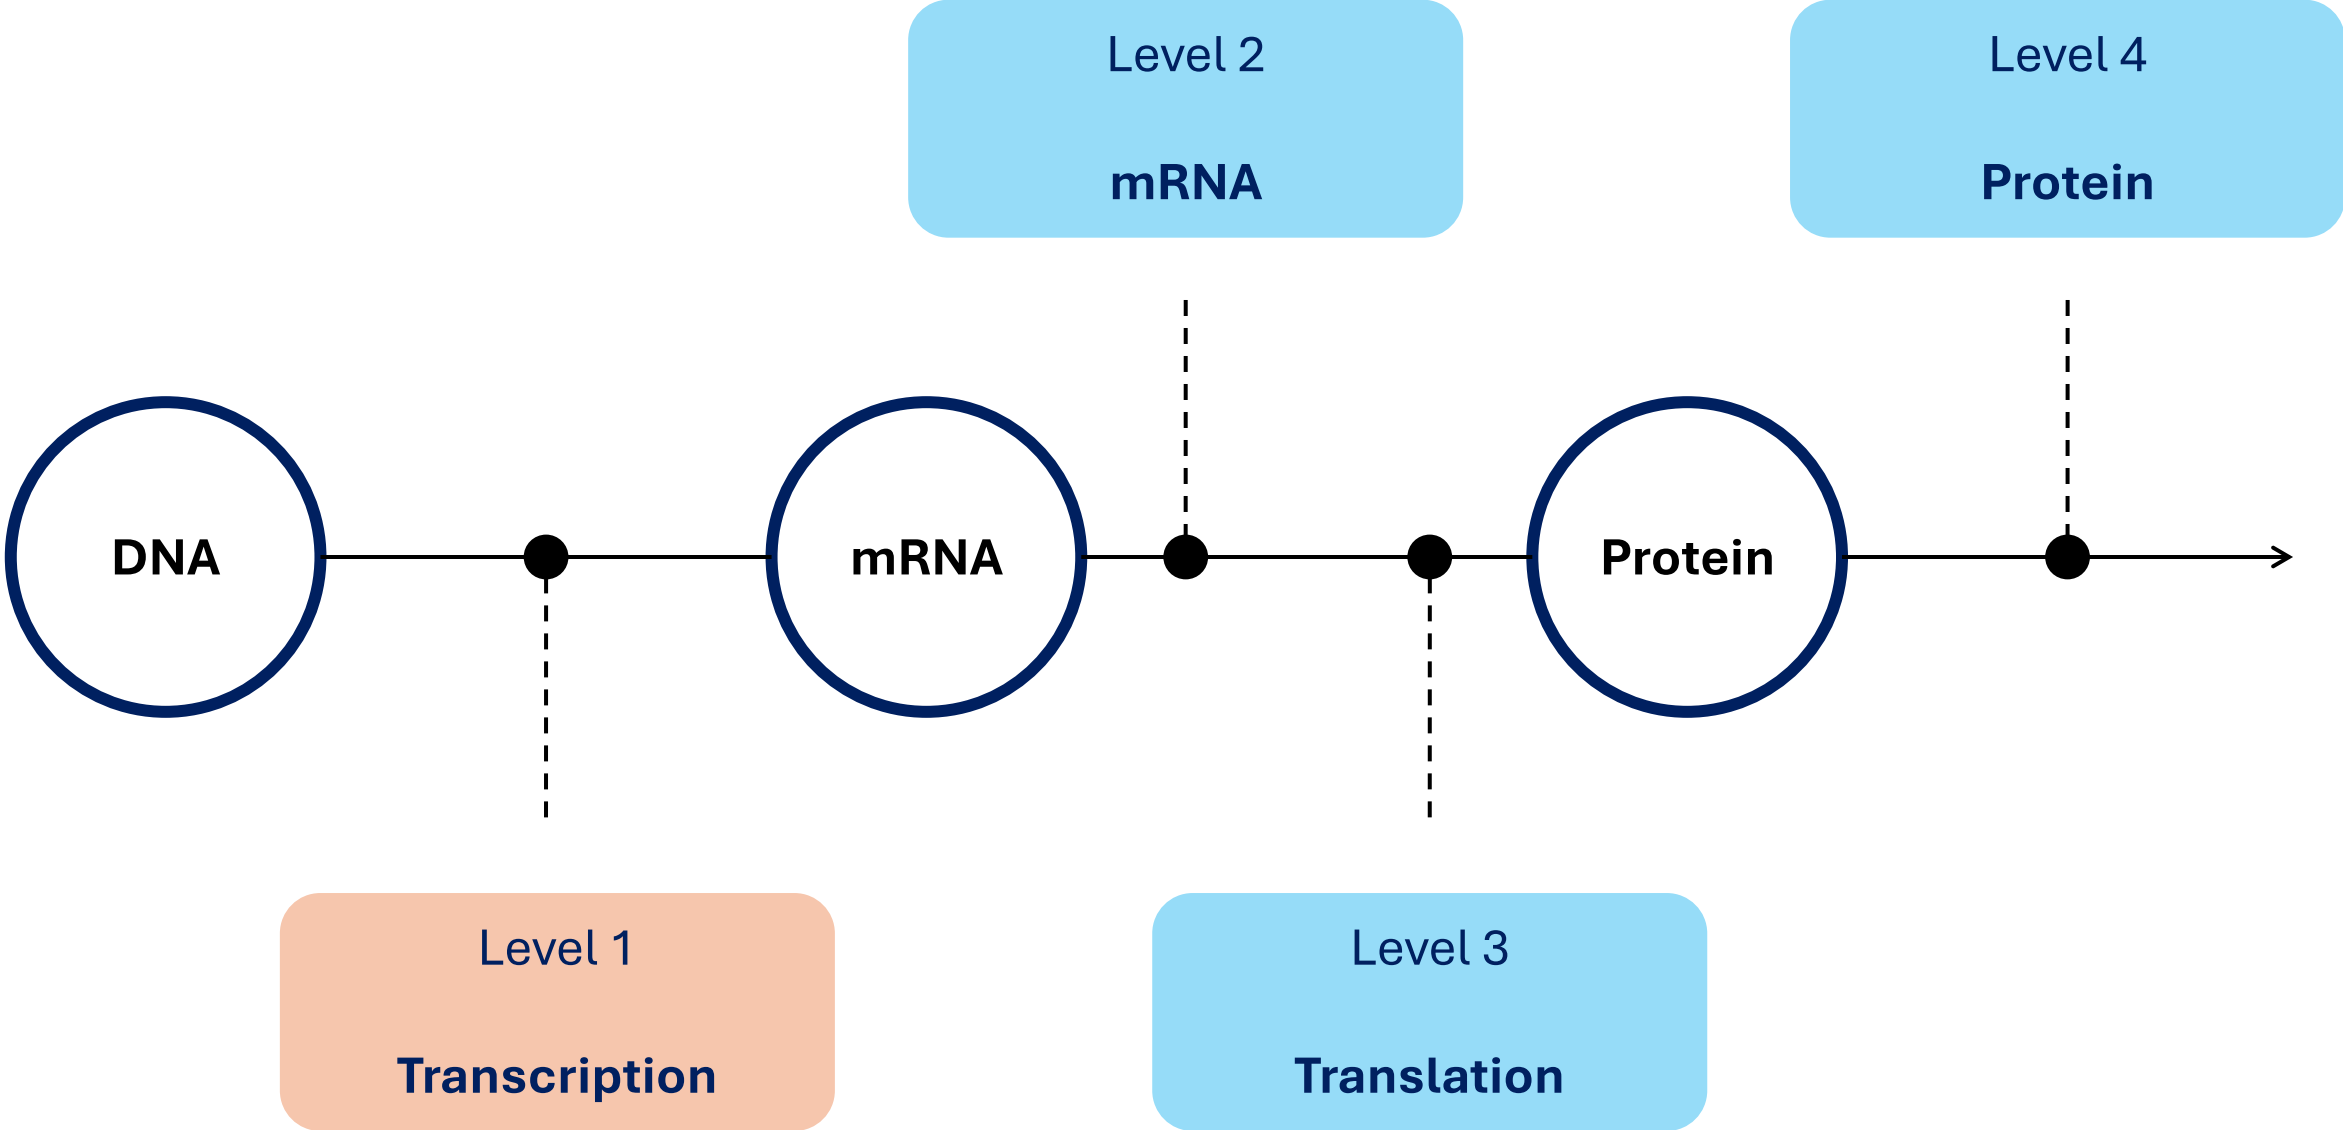 Level 2
mRNA
Level 4
Protein
DNA
mRNA
Protein
Level 1
Transcription
Level 3
Translation